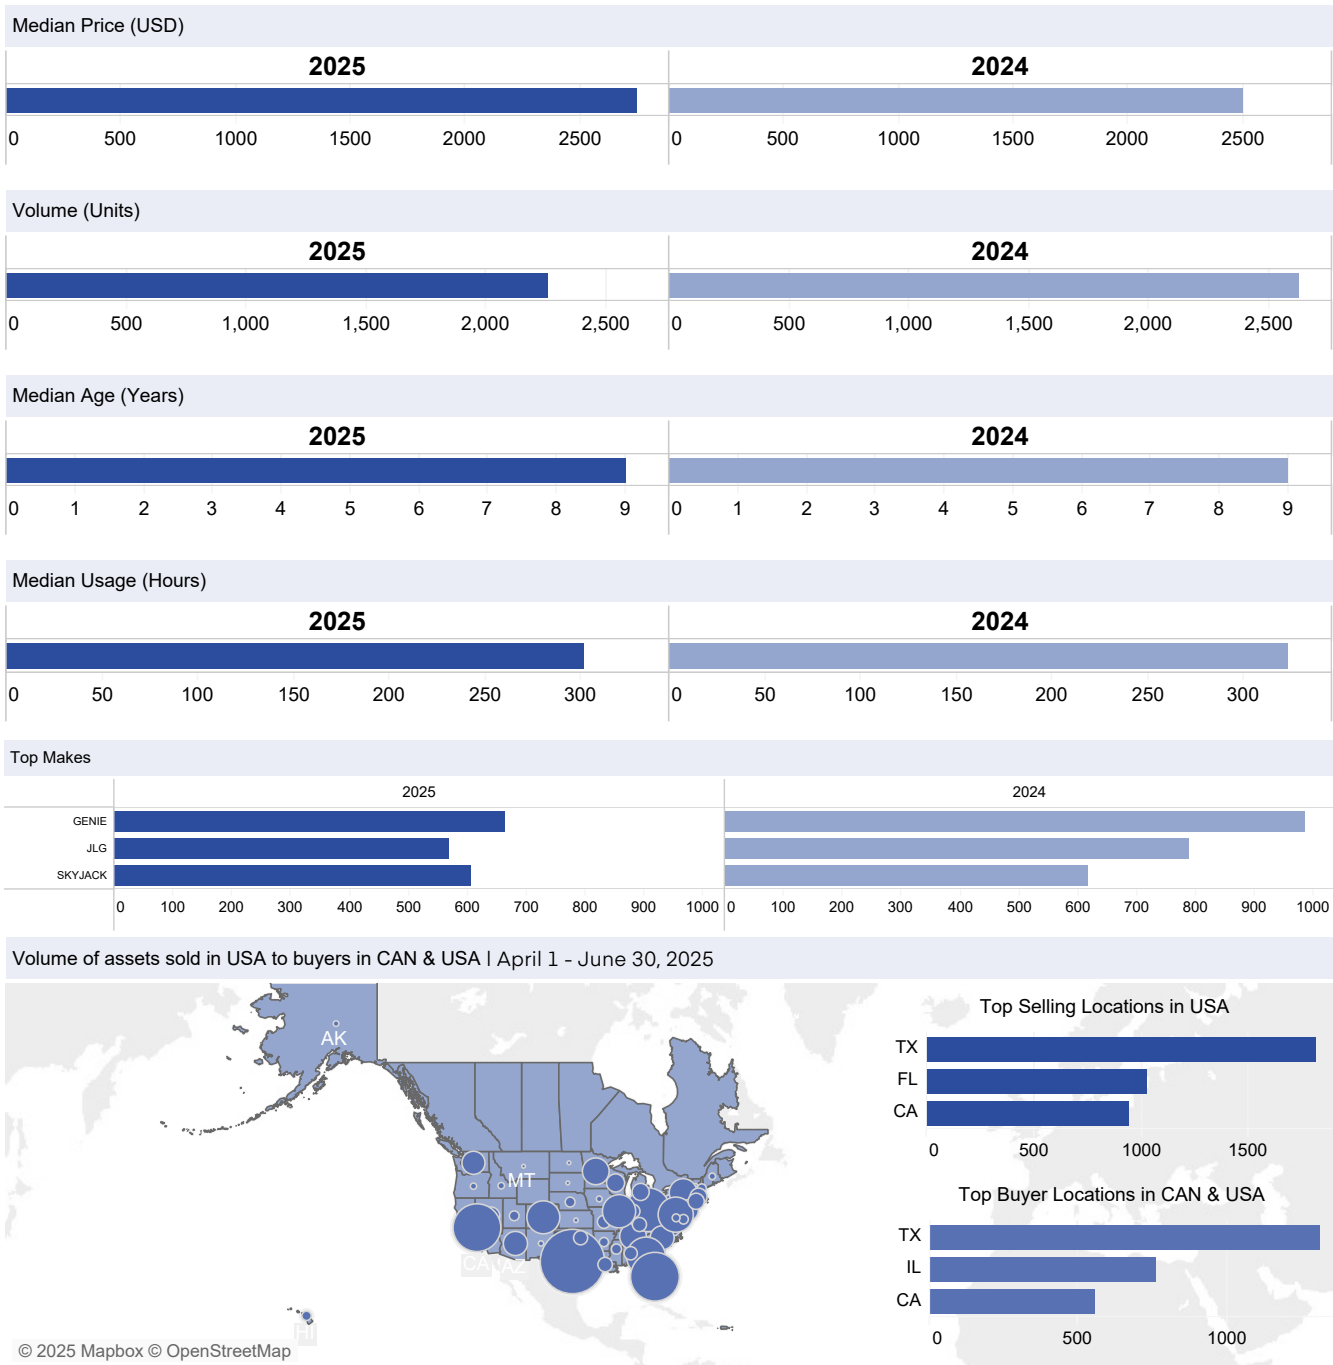 Median Price (USD)
2025 2024
0 500 1000 1500 2000 2500 0 500 1000 1500 2000 2500
Volume (Units)
2025 2024
0 500 1,000 1,500 2,000 2,500 0 500 1,000 1,500 2,000 2,500
Median Age (Years)
2025 2024
0 1 2 3 4 5 6 7 8 9 0 1 2 3 4 5 6 7 8 9
Median Usage (Hours)
2025 2024
0 50 100 150 200 250 300 0 50 100 150 200 250 300
Top Makes
2025 2024
GENIE
JLG
SKYJACK
0 100 200 300 400 500 600 700 800 900 1000 0 100 200 300 400 500 600 700 800 900 1000
Volume of assets sold in USA to buyers in CAN & USA | April 1 - June 30, 2025
AK
MT
CA AZ
HI
© 2025 Mapbox © OpenStreetMap
Top Selling Locations in USA
TX
FL
CA
0 500 1000 1500
Top Buyer Locations in CAN & USA
TX
IL
CA
0 500 1000